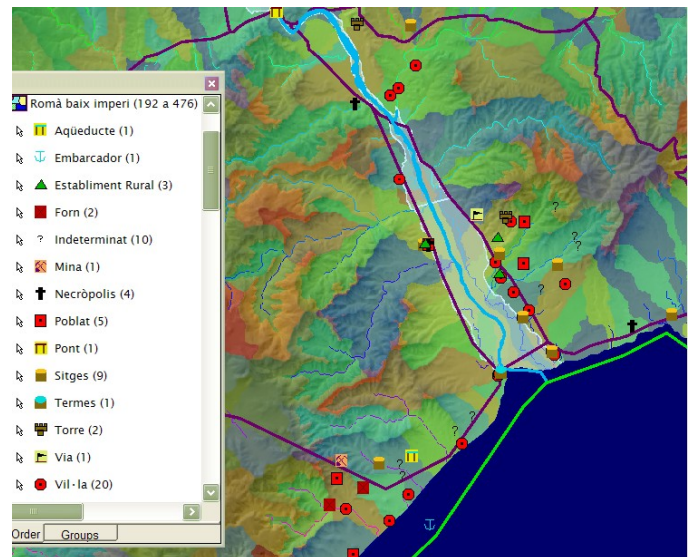 Romà baix imperi (192 a 476)
Aqüeducte (1)
Embarcador (1)
Establiment Rural (3)
Forn (2)
Indeterminat (10)
Mina (1)
Necròpolis (4)
Poblat (5)
Pont (1)
Sitges (9)
Termes (1)
Torre (2)
Via (1)
Vil·la (20)
Order
Groups